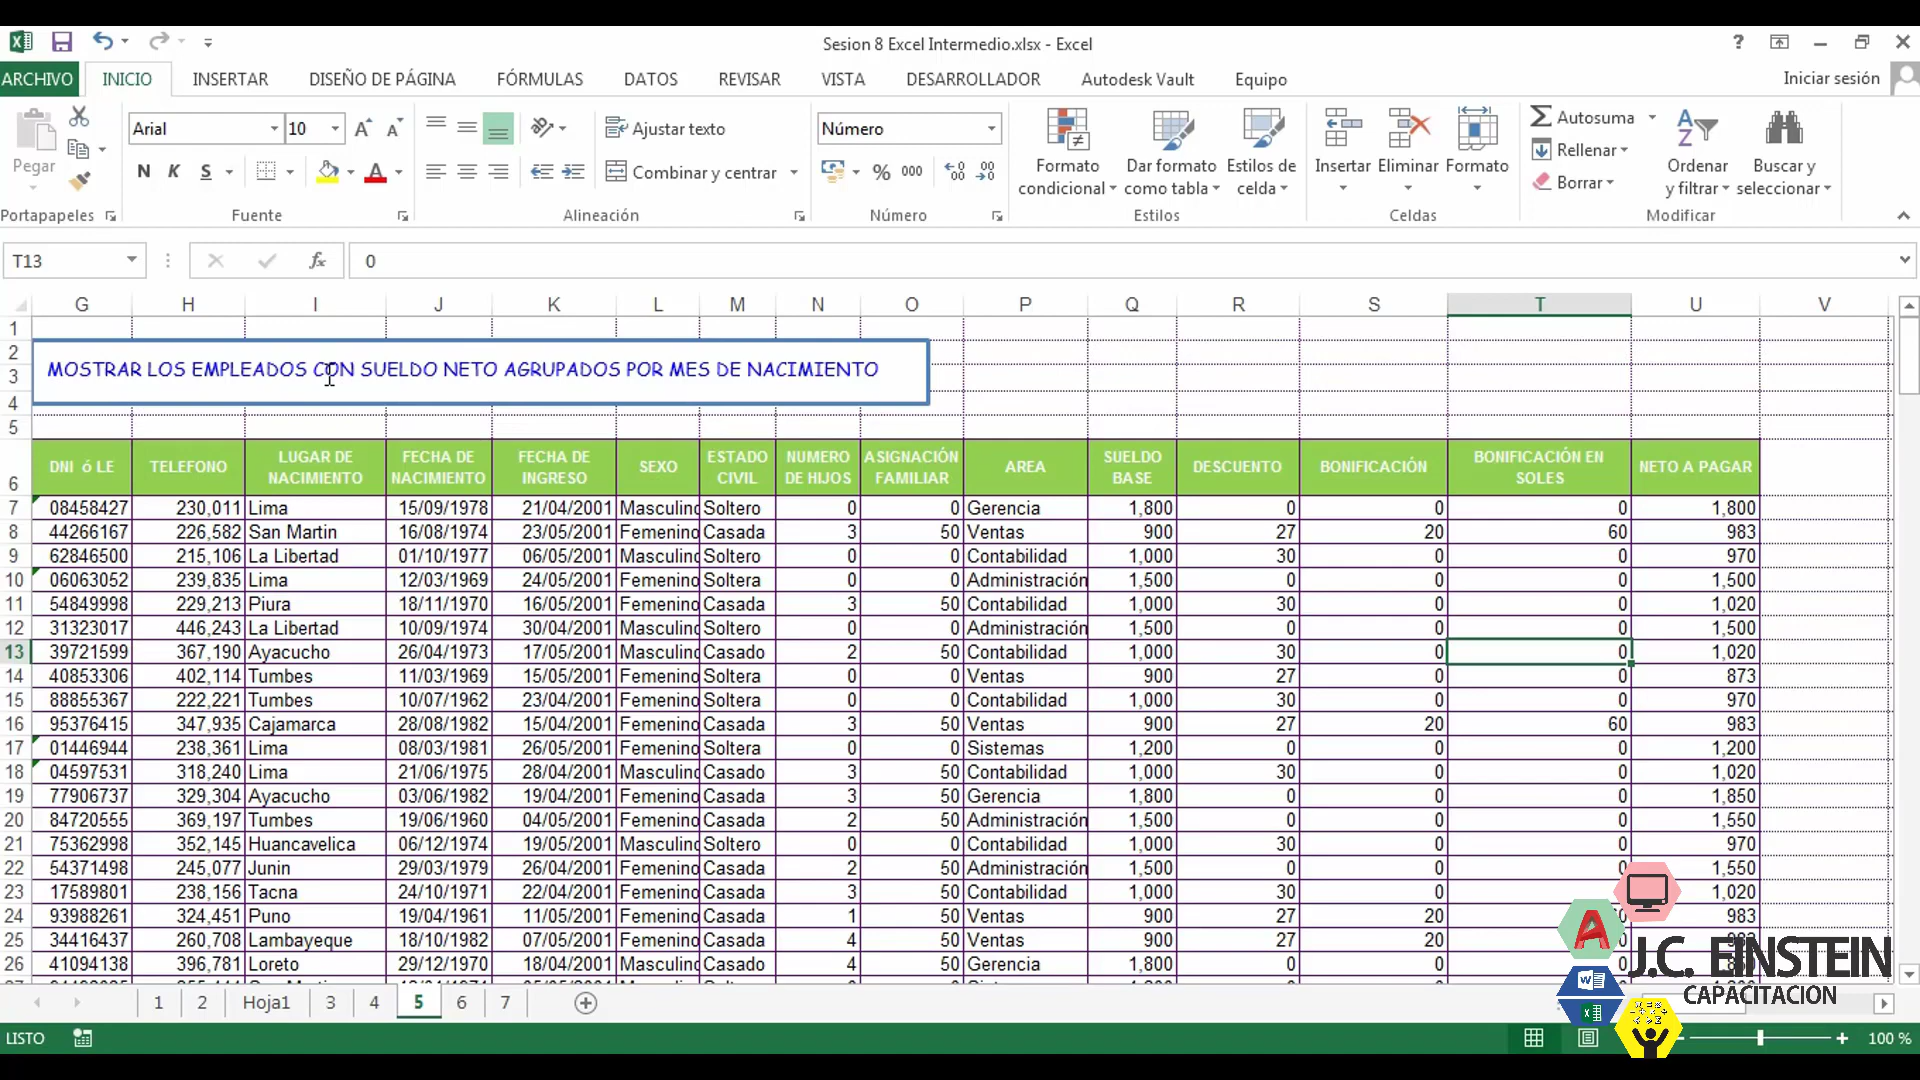 Sesion 8 Excel Intermedio.xlsx - Excel
?
ARCHIVO INICIO INSERTAR DISEÑO DE PÁGINA FÓRMULAS DATOS REVISAR VISTA DESARROLLADOR Autodesk Vault Equipo Iniciar sesión
Pegar
Portapapeles
Arial 10
N K S
Fuente
Ajustar texto
Combinar y centrar
Alineación
Número
% 000
Número
Formato condicional
Dar formato como tabla
Estilos de celda
Estilos
Insertar Eliminar Formato
Celdas
Autosuma
Rellenar
Borrar
Ordenar y filtrar
Buscar y seleccionar
Modificar
T13 fx 0
G H I J K L M N O P Q R S T U V
1
2
3
4
5
MOSTRAR LOS EMPLEADOS CON SUELDO NETO AGRUPADOS POR MES DE NACIMIENTO
6 DNI ó LE TELEFONO LUGAR DE NACIMIENTO FECHA DE NACIMIENTO FECHA DE INGRESO SEXO ESTADO CIVIL NUMERO DE HIJOS ASIGNACIÓN FAMILIAR AREA SUELDO BASE DESCUENTO BONIFICACIÓN BONIFICACIÓN EN SOLES NETO A PAGAR
7 08458427 230,011 Lima 15/09/1978 21/04/2001 Masculino Soltero 0 0 Gerencia 1,800 0 0 0 1,800
8 44266167 226,582 San Martin 16/08/1974 23/05/2001 Femenino Casada 3 50 Ventas 900 27 20 60 983
9 62846500 215,106 La Libertad 01/10/1977 06/05/2001 Masculino Soltero 0 0 Contabilidad 1,000 30 0 0 970
10 06063052 239,835 Lima 12/03/1969 24/05/2001 Femenino Soltera 0 0 Administración 1,500 0 0 0 1,500
11 54849998 229,213 Piura 18/11/1970 16/05/2001 Femenino Casada 3 50 Contabilidad 1,000 30 0 0 1,020
12 31323017 446,243 La Libertad 10/09/1974 30/04/2001 Masculino Soltero 0 0 Administración 1,500 0 0 0 1,500
13 39721599 367,190 Ayacucho 26/04/1973 17/05/2001 Masculino Casado 2 50 Contabilidad 1,000 30 0 0 1,020
14 40853306 402,114 Tumbes 11/03/1969 15/05/2001 Femenino Soltera 0 0 Ventas 900 27 0 0 873
15 88855367 222,221 Tumbes 10/07/1962 23/04/2001 Femenino Soltera 0 0 Contabilidad 1,000 30 0 0 970
16 95376415 347,935 Cajamarca 28/08/1982 15/04/2001 Femenino Casada 3 50 Ventas 900 27 20 60 983
17 01446944 238,361 Lima 08/03/1981 26/05/2001 Femenino Soltera 0 0 Sistemas 1,200 0 0 0 1,200
18 04597531 318,240 Lima 21/06/1975 28/04/2001 Masculino Casado 3 50 Contabilidad 1,000 30 0 0 1,020
19 77906737 329,304 Ayacucho 03/06/1982 19/04/2001 Femenino Casada 3 50 Gerencia 1,800 0 0 0 1,850
20 84720555 369,197 Tumbes 19/06/1960 04/05/2001 Femenino Casada 2 50 Administración 1,500 0 0 0 1,550
21 75362998 352,145 Huancavelica 06/12/1974 19/05/2001 Masculino Soltero 0 0 Contabilidad 1,000 30 0 0 970
22 54371498 245,077 Junin 29/03/1979 26/04/2001 Femenino Casada 2 50 Administración 1,500 0 0 0 1,550
23 17589801 238,156 Tacna 24/10/1971 22/04/2001 Femenino Casada 3 50 Contabilidad 1,000 30 0 1,020
24 93988261 324,451 Puno 19/04/1961 11/05/2001 Femenino Casada 1 50 Ventas 900 27 20 983
25 34416437 260,708 Lambayeque 18/10/1982 07/05/2001 Femenino Casada 4 50 Ventas 900 27 20
26 41094138 396,781 Loreto 29/12/1970 18/04/2001 Masculino Casado 4 50 Gerencia 1,800 0 0
J.C. EINSTEIN
CAPACITACION
1 2 Hoja1 3 4 5 6 7
LISTO 100 %